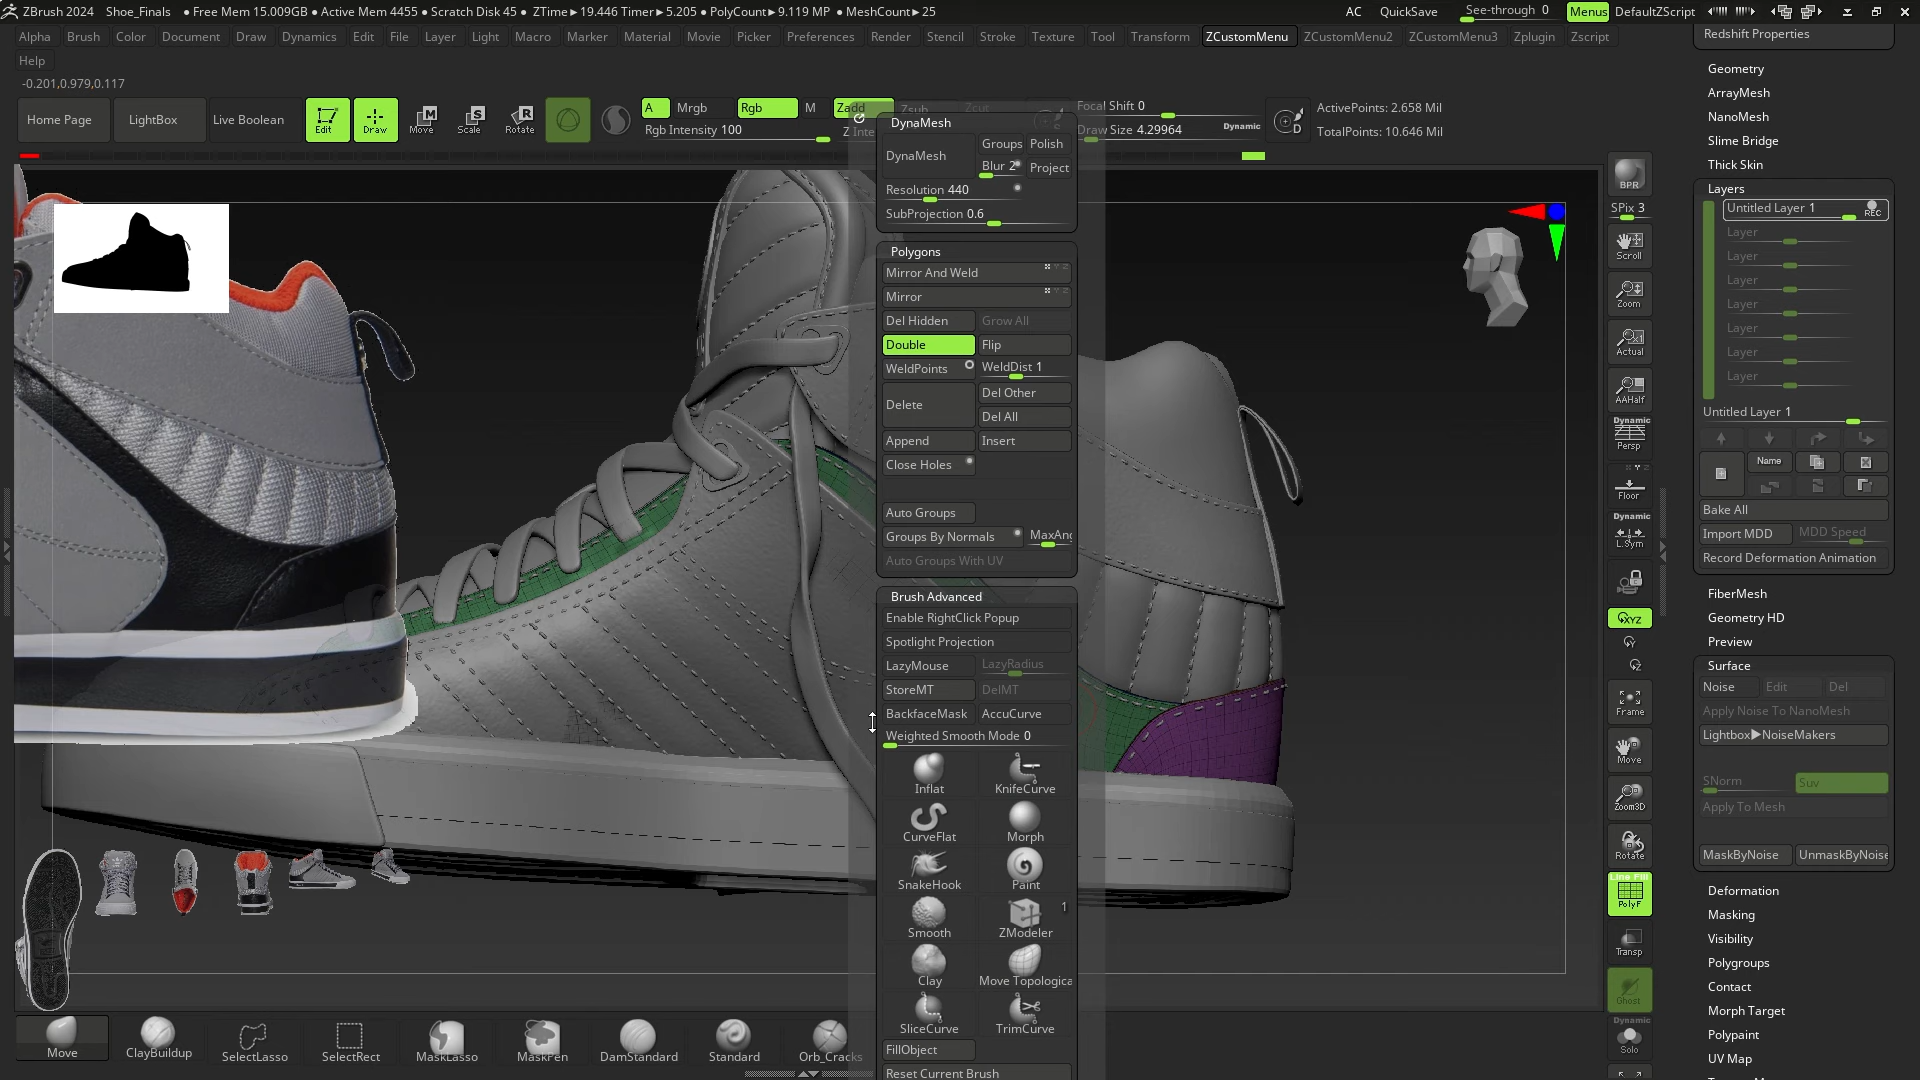 ZBrush 2024 Shoe_Finals ● Free Mem 15.009GB ● Active Mem 4455 ● Scratch Disk 45 ● ZTime►19.446 Timer►5.205 ● PolyCount►9.119 MP ● MeshCount►25 AC QuickSave See-through 0 Menus DefaultZScript
Alpha Brush Color Document Draw Dynamics Edit File Layer Light Macro Marker Material Movie Picker Preferences Render Stencil Stroke Texture Tool Transform ZCustomMenu ZCustomMenu2 ZCustomMenu3 Zplugin Zscript
Help
-0.201,0.979,0.117
Home Page LightBox Live Boolean Edit Draw Move Scale Rotate
A Mrgb Rgb M Zadd Zsub Zcut
Rgb Intensity 100
Focal Shift 0
Draw Size 4.29964 Dynamic
ActivePoints: 2.658 Mil
TotalPoints: 10.646 Mil
DynaMesh
DynaMesh Groups Polish
Blur 2 Project
Resolution 440
SubProjection 0.6
Polygons
Mirror And Weld
Mirror
Del Hidden Grow All
Double Flip
WeldPoints WeldDist 1
Delete Del Other
Del All
Append Insert
Close Holes
Auto Groups
Groups By Normals MaxAng
Auto Groups With UV
Brush Advanced
Enable RightClick Popup
Spotlight Projection
LazyMouse LazyRadius
StoreMT DelMT
BackfaceMask AccuCurve
Weighted Smooth Mode 0
Inflat KnifeCurve
CurveFlat Morph
SnakeHook Paint
1
Smooth ZModeler
Clay Move Topologica
SliceCurve TrimCurve
FillObject
Reset Current Brush
Move ClayBuildup SelectLasso SelectRect MaskLasso MaskPen DamStandard Standard Orb_Cracks
BPR
SPix 3
Scroll
Zoom
Actual
AAHalf
Dynamic
Persp
Floor
Dynamic
L.Sym
XYZ
Frame
Move
Zoom3D
Rotate
Line Fill
PolyF
Transp
Ghost
Dynamic
Solo
Redshift Properties
Geometry
ArrayMesh
NanoMesh
Slime Bridge
Thick Skin
Layers
Untitled Layer 1 REC
Layer
Layer
Layer
Layer
Layer
Layer
Layer
Untitled Layer 1
Name
Bake All
Import MDD MDD Speed
Record Deformation Animation
FiberMesh
Geometry HD
Preview
Surface
Noise Edit Del
Apply Noise To NanoMesh
Lightbox►NoiseMakers
SNorm Suv
Apply To Mesh
MaskByNoise UnmaskByNoise
Deformation
Masking
Visibility
Polygroups
Contact
Morph Target
Polypaint
UV Map